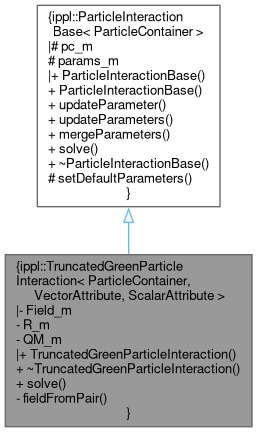 {ippl::ParticleInteraction
Base< ParticleContainer >
|# pc_m
# params_m
|+ ParticleInteractionBase()
+ ParticleInteractionBase()
+ updateParameter()
+ updateParameters()
+ mergeParameters()
+ solve()
+ ~ParticleInteractionBase()
# setDefaultParameters()
}
{ippl::TruncatedGreenParticle
Interaction< ParticleContainer,
VectorAttribute, ScalarAttribute >
|- Field_m
- R_m
- QM_m
|+ TruncatedGreenParticleInteraction()
+ ~TruncatedGreenParticleInteraction()
+ solve()
- fieldFromPair()
}